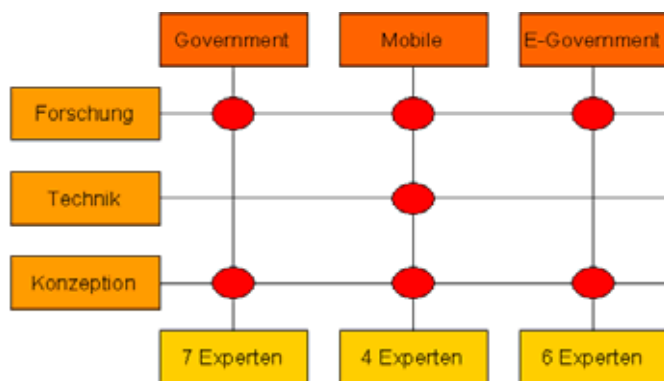 Government
Mobile
E-Government
Forschung
Technik
Konzeption
7 Experten
4 Experten
6 Experten